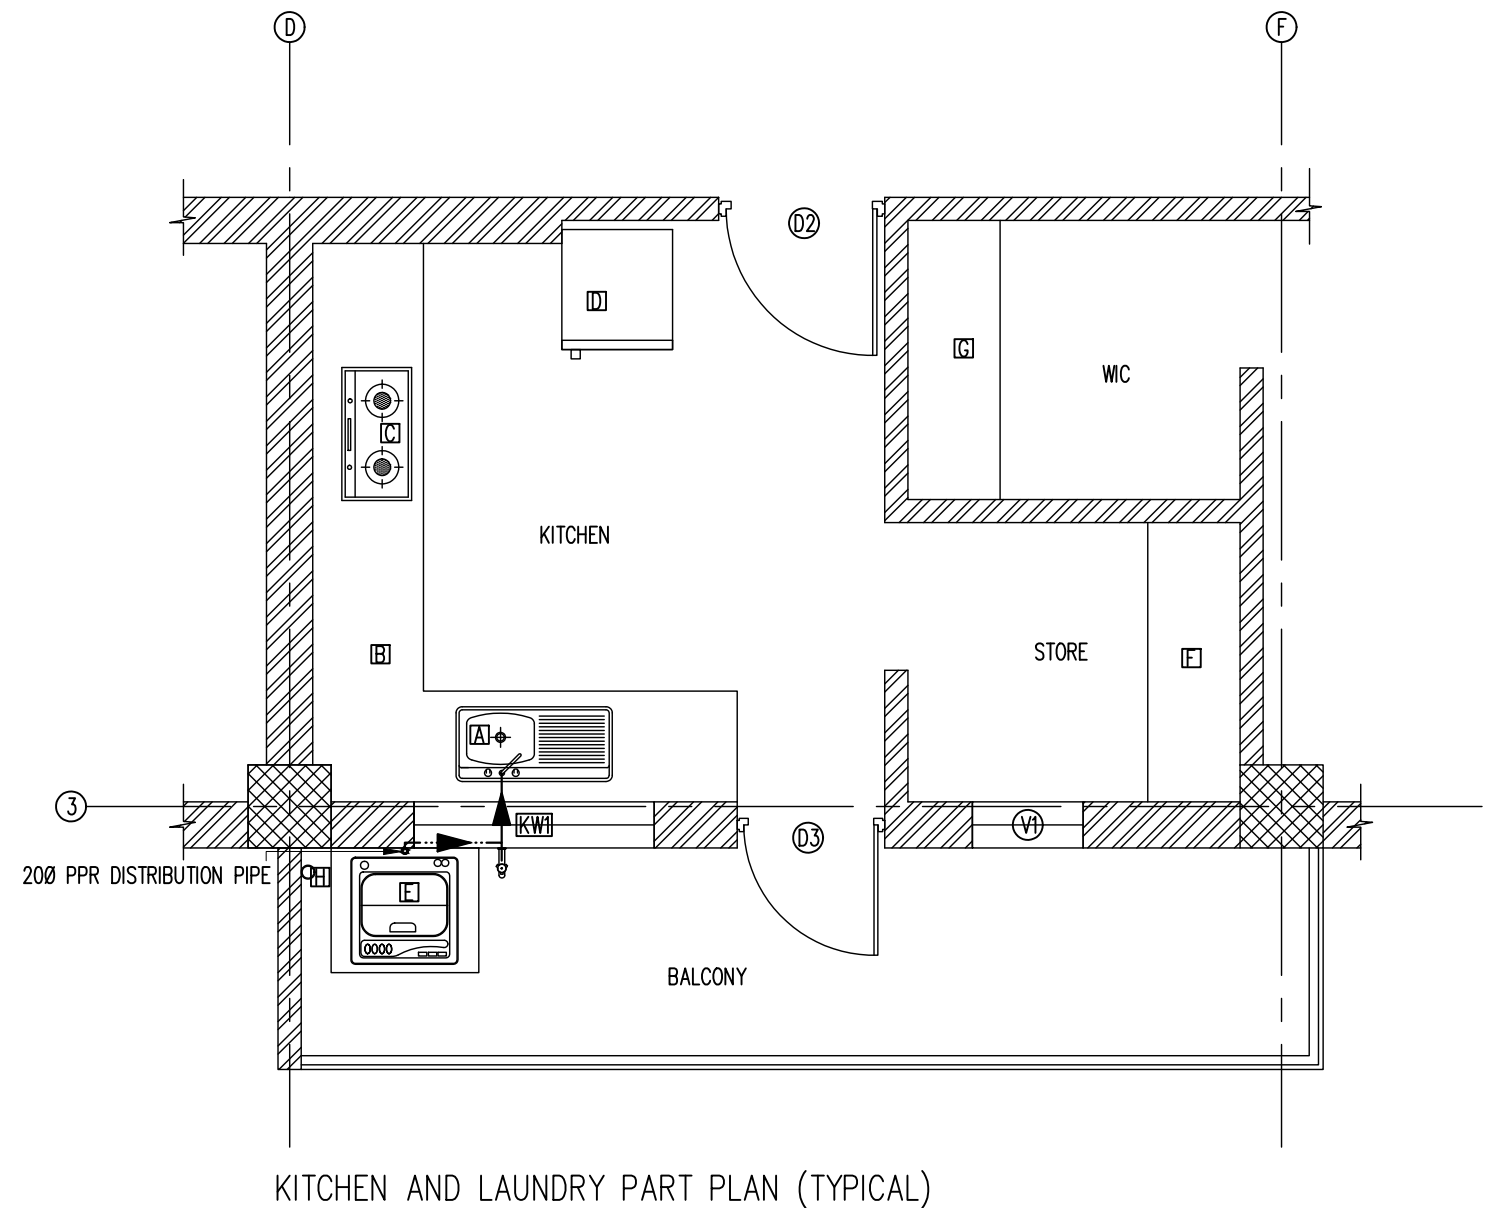 D
F
D2
D
G
WIC
C
KITCHEN
STORE
B
F
A
3
KW1
V1
D3
20Ø PPR DISTRIBUTION PIPE
H
E
BALCONY
KITCHEN AND LAUNDRY PART PLAN (TYPICAL)